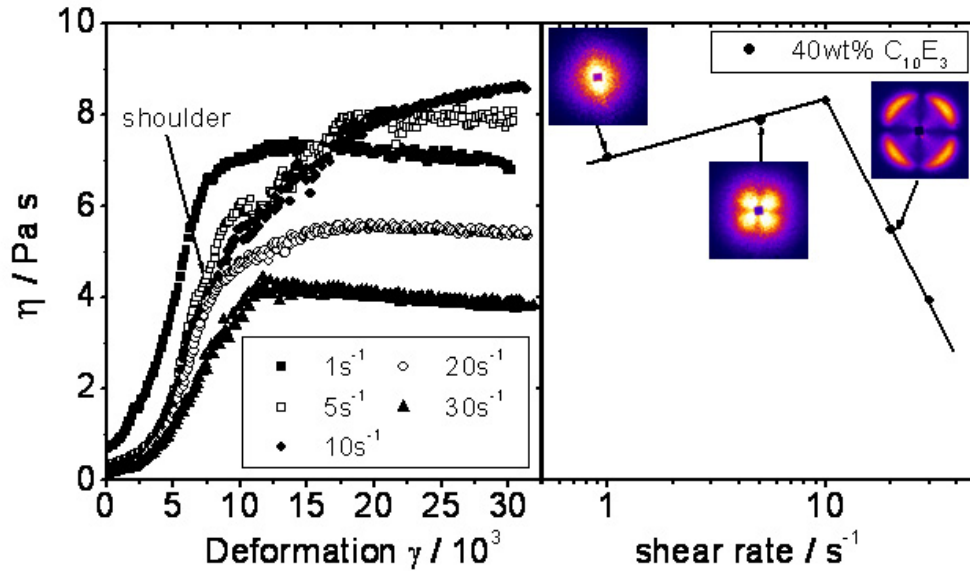 10
8
6
4
2
0
η / Pa s
shoulder
1s⁻¹
5s⁻¹
10s⁻¹
20s⁻¹
30s⁻¹
0 5 10 15 20 25 30
Deformation γ / 10³
40wt% C₁₀E₃
1 10
shear rate / s⁻¹